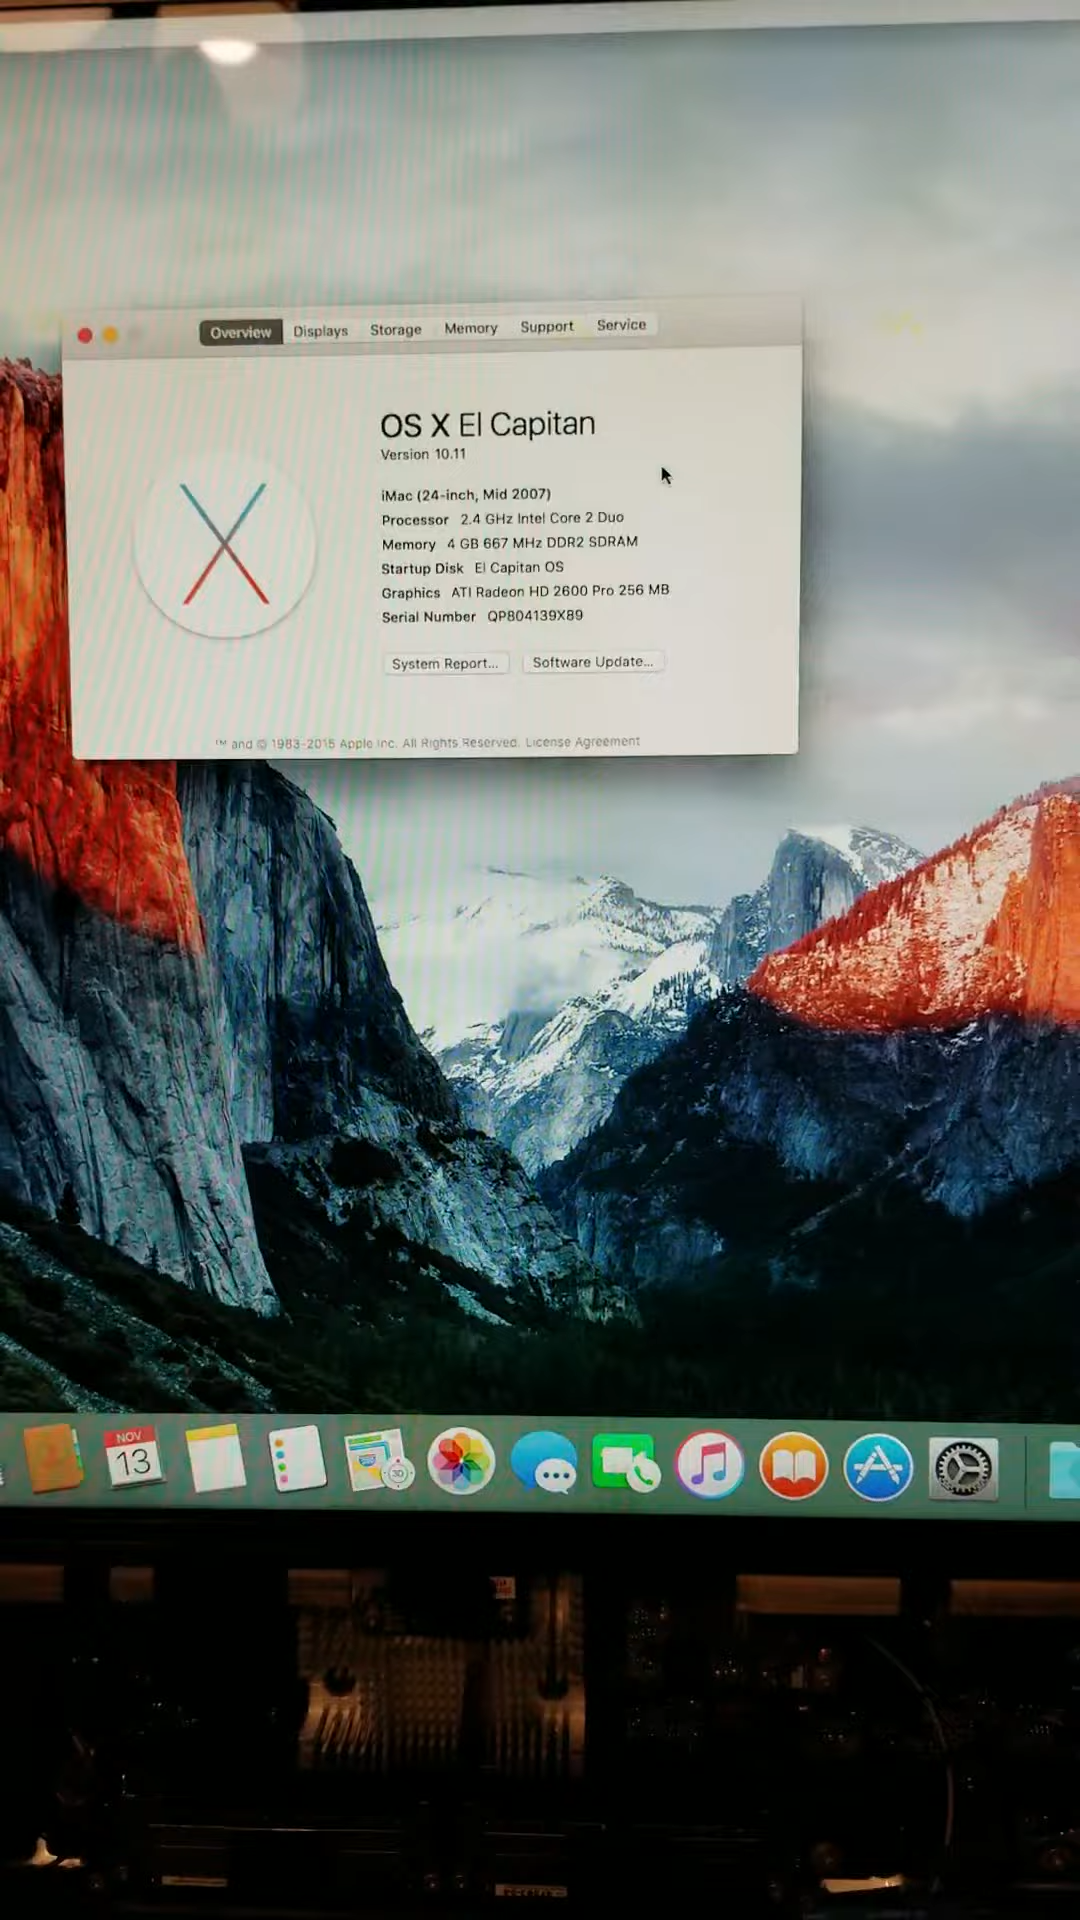 Overview Displays Storage Memory Support Service
OS X El Capitan
Version 10.11
iMac (24-inch, Mid 2007)
Processor 2.4 GHz Intel Core 2 Duo
Memory 4 GB 667 MHz DDR2 SDRAM
Startup Disk El Capitan OS
Graphics ATI Radeon HD 2600 Pro 256 MB
Serial Number QP804139X89
System Report... Software Update...
™ and © 1983-2015 Apple Inc. All Rights Reserved. License Agreement
NOV
13
30